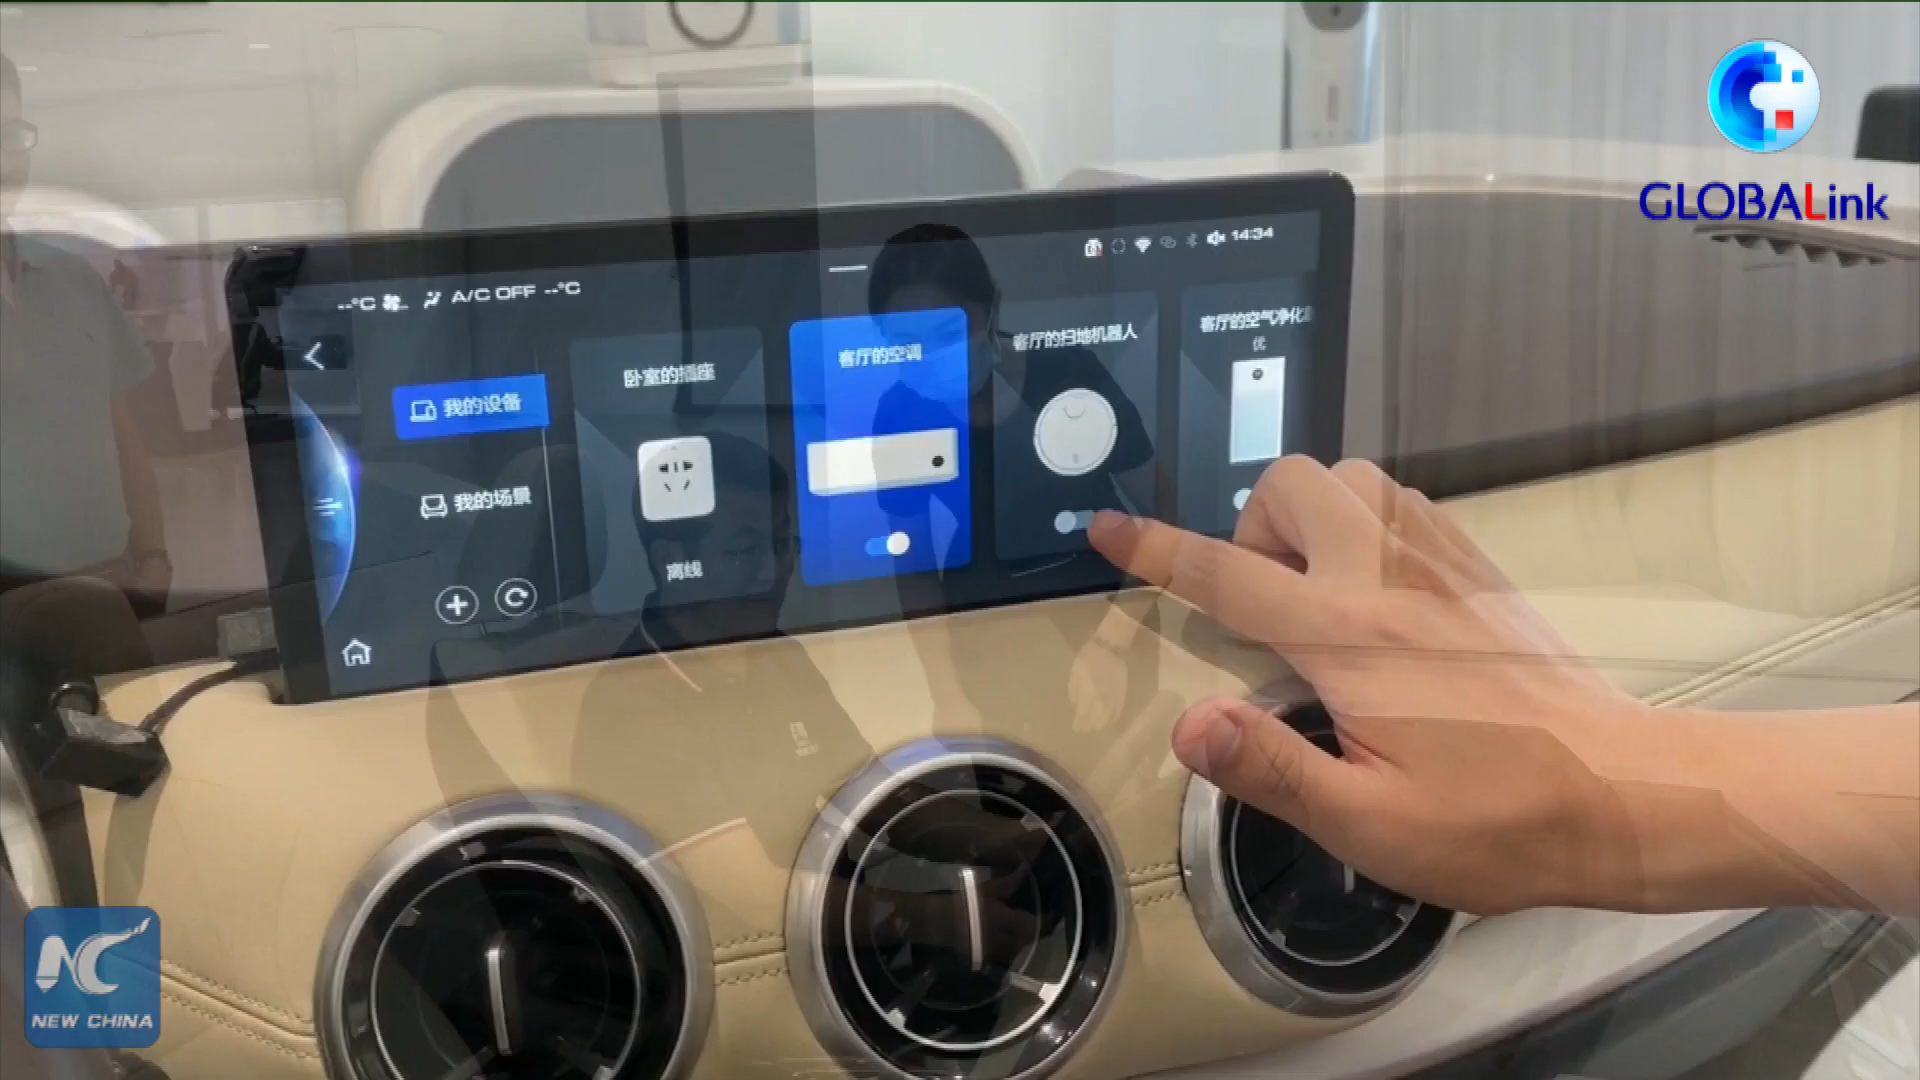 GLOBALink
--°C A/C OFF --°C
14:34
我的设备
我的场景
卧室的插座
离线
客厅的空调
客厅的扫地机器人
客厅的空气净化
优
NEW CHINA